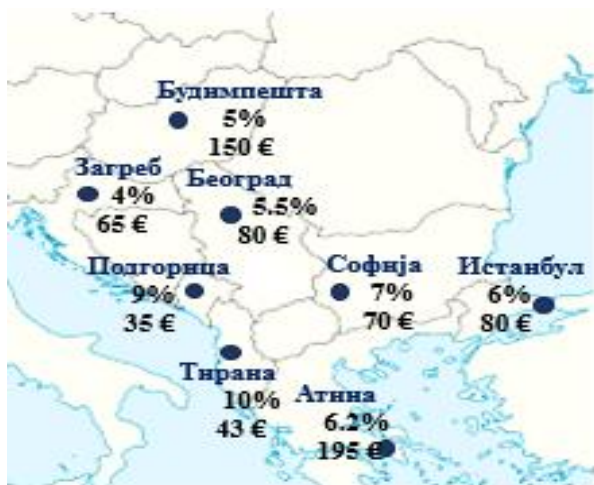 Будимпешта
5%
150 €
Загреб
4%
65 €
Београд
5.5%
80 €
Подгорица
9%
35 €
Софија
7%
70 €
Истанбул
6%
80 €
Тирана
10%
43 €
Атина
6.2%
195 €